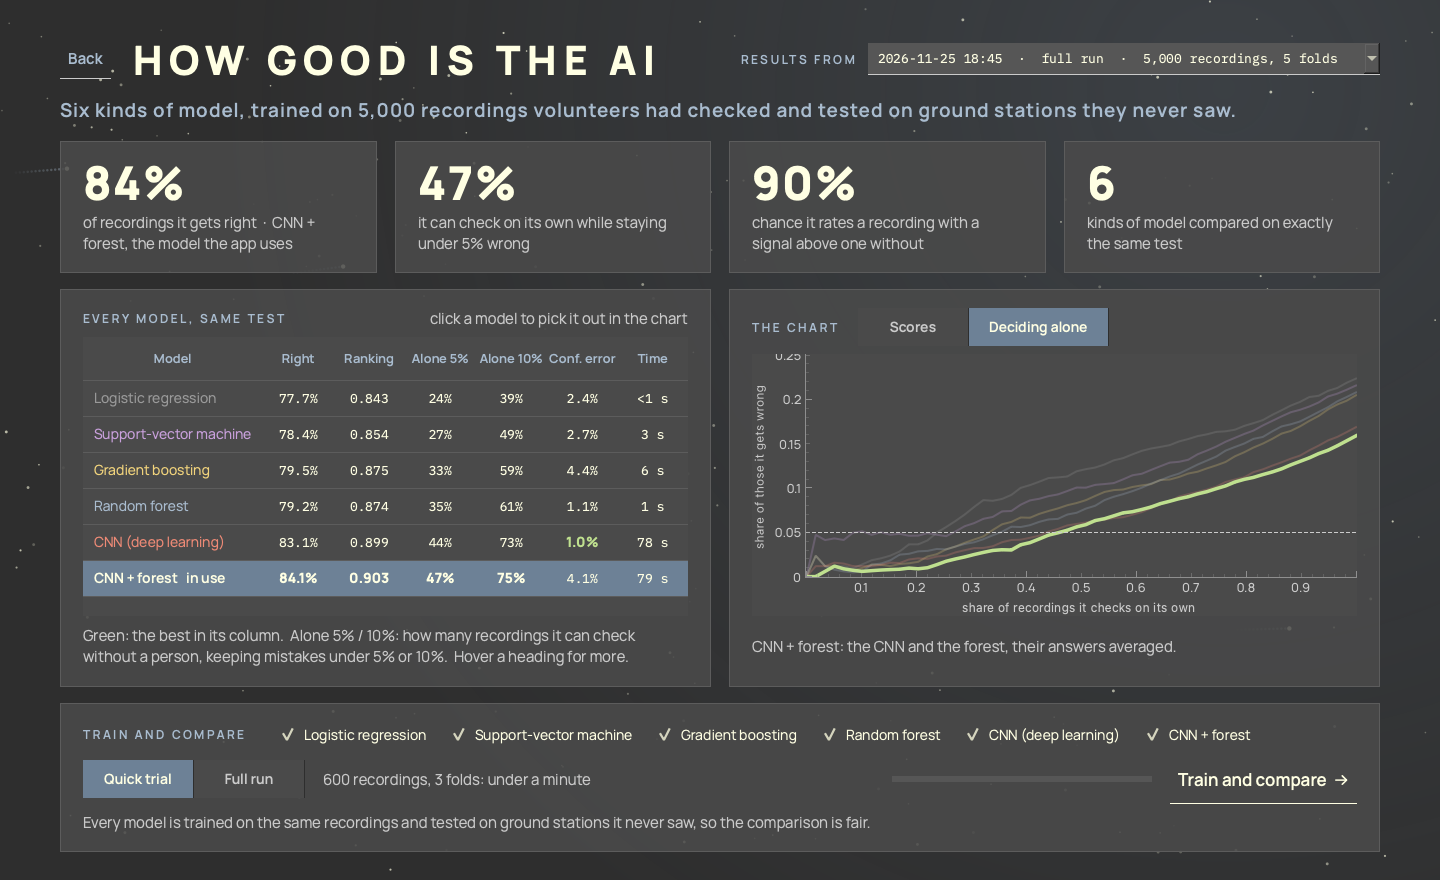 Back
HOW GOOD IS THE AI
RESULTS FROM
2026-11-25 18:45 · full run · 5,000 recordings, 5 folds
Six kinds of model, trained on 5,000 recordings volunteers had checked and tested on ground stations they never saw.
84%
of recordings it gets right · CNN +
forest, the model the app uses
47%
it can check on its own while staying
under 5% wrong
90%
chance it rates a recording with a
signal above one without
6
kinds of model compared on exactly
the same test
EVERY MODEL, SAME TEST
click a model to pick it out in the chart
Model Right Ranking Alone 5% Alone 10% Conf. error Time
Logistic regression 77.7% 0.843 24% 39% 2.4% <1 s
Support-vector machine 78.4% 0.854 27% 49% 2.7% 3 s
Gradient boosting 79.5% 0.875 33% 59% 4.4% 6 s
Random forest 79.2% 0.874 35% 61% 1.1% 1 s
CNN (deep learning) 83.1% 0.899 44% 73% 1.0% 78 s
CNN + forest in use 84.1% 0.903 47% 75% 4.1% 79 s
Green: the best in its column. Alone 5% / 10%: how many recordings it can check
without a person, keeping mistakes under 5% or 10%. Hover a heading for more.
THE CHART
Scores
Deciding alone
share of those it gets wrong
0.25
0.2
0.15
0.1
0.05
0
0.1 0.2 0.3 0.4 0.5 0.6 0.7 0.8 0.9
share of recordings it checks on its own
CNN + forest: the CNN and the forest, their answers averaged.
TRAIN AND COMPARE
✓ Logistic regression ✓ Support-vector machine ✓ Gradient boosting ✓ Random forest ✓ CNN (deep learning) ✓ CNN + forest
Quick trial
Full run
600 recordings, 3 folds: under a minute
Train and compare →
Every model is trained on the same recordings and tested on ground stations it never saw, so the comparison is fair.